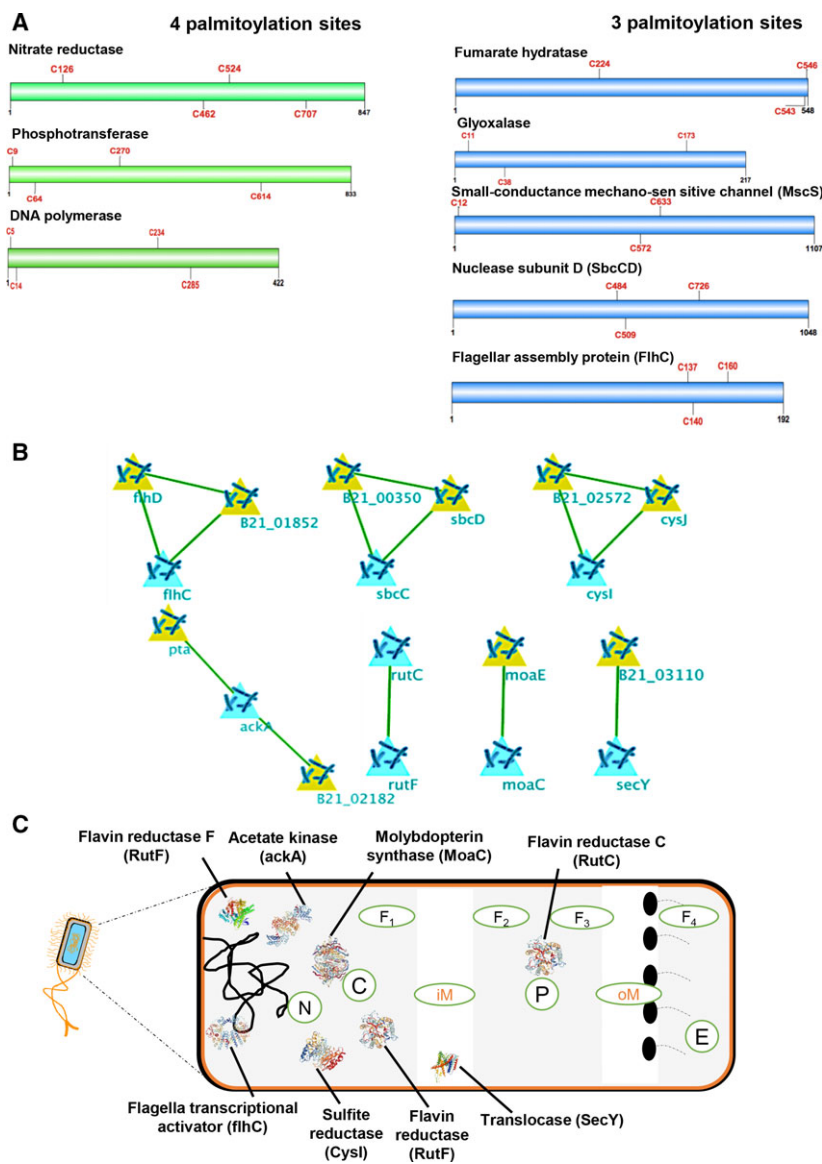 A
4 palmitoylation sites
Nitrate reductase
C126
C524
1
C462
C707
847
Phosphotransferase
C9
C270
1
C64
C614
833
DNA polymerase
C5
C234
1
C14
C285
422
3 palmitoylation sites
Fumarate hydratase
C224
C546
1
C543
548
Glyoxalase
C11
C173
1
C38
217
Small-conductance mechano-sen sitive channel (MscS)
C12
C633
1
C572
1107
Nuclease subunit D (SbcCD)
C484
C726
1
C509
1048
Flagellar assembly protein (FlhC)
C137
C160
1
C140
192
B
flhD
B21_01852
flhC
B21_00350
sbcD
sbcC
B21_02572
cysJ
cysI
pta
ackA
B21_02182
rutC
rutF
moaE
moaC
B21_03110
secY
C
Flavin reductase F
(RutF)
Acetate kinase
(ackA)
Molybdopterin
synthase (MoaC)
Flavin reductase C
(RutC)
F1
F2
F3
F4
N
C
iM
P
oM
E
Flagella transcriptional
activator (flhC)
Sulfite
reductase
(CysI)
Flavin
reductase
(RutF)
Translocase (SecY)